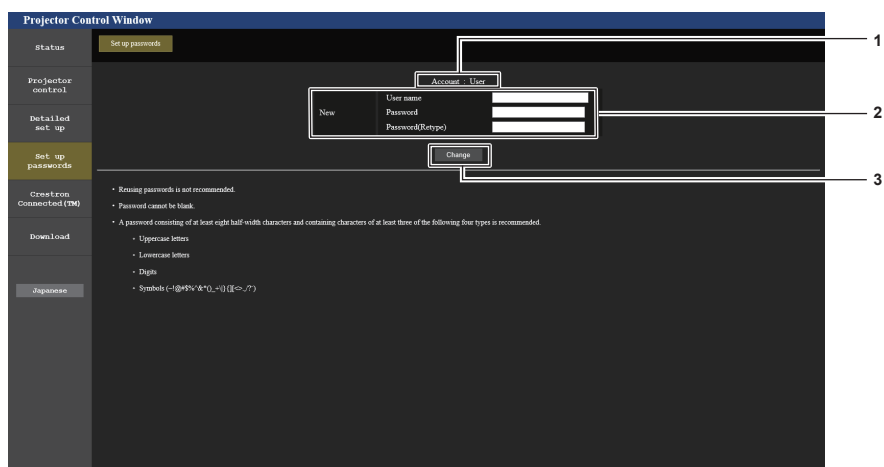 Projector Control Window
Status
Set up passwords
1
Projector
control
Account : User
User name
2
New
Password
Password(Retype)
Detailed
set up
Set up
passwords
Change
3
Crestron
Connected(TM)
• Reusing passwords is not recommended.
• Password cannot be blank.
• A password consisting of at least eight half-width characters and containing characters of at least three of the following four types is recommended.
• Uppercase letters
• Lowercase letters
• Digits
Download
Japanese
• Symbols